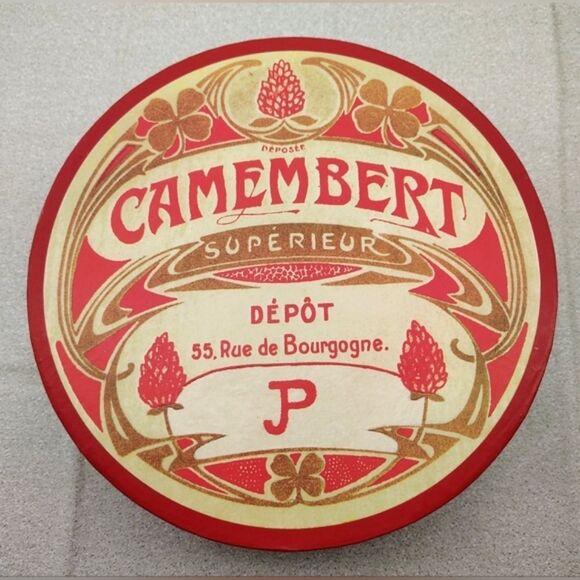 DÉPOSÉE
CAMEMBERT
SUPÉRIEUR
DÉPÔT
55, Rue de Bourgogne.
JP